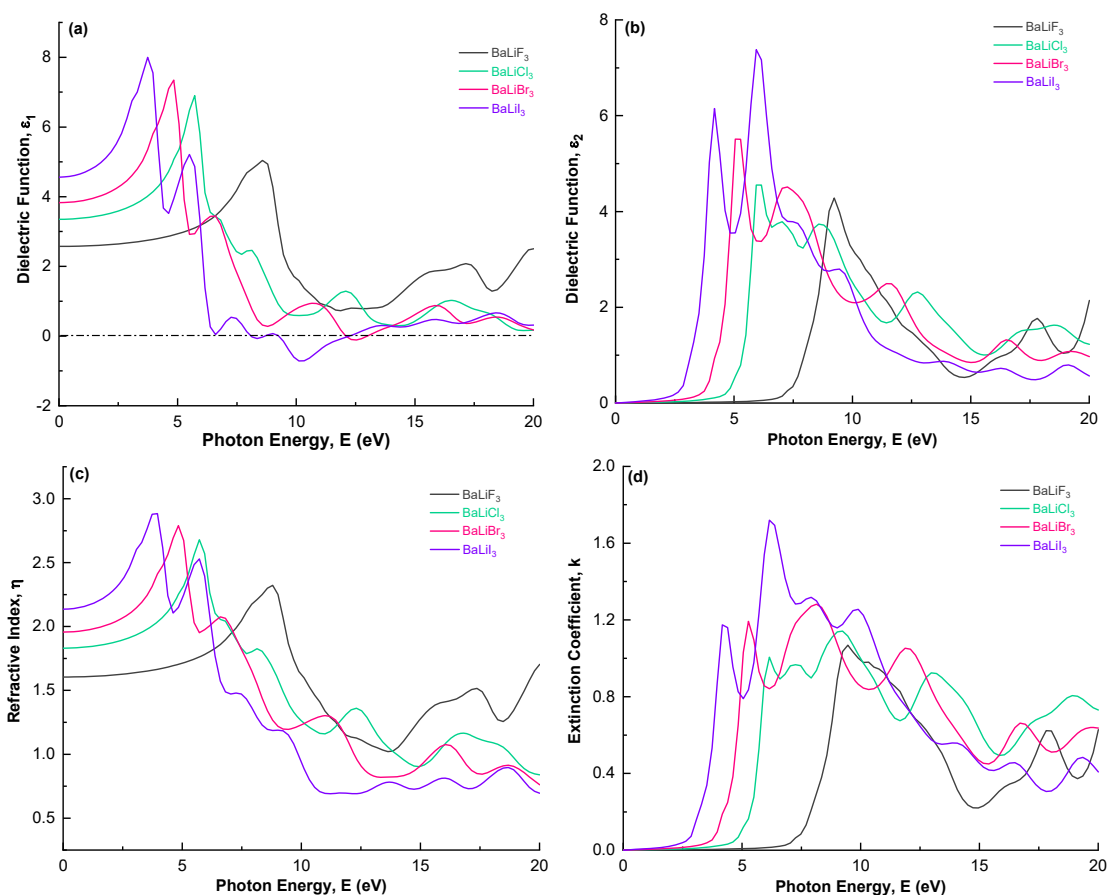 (a)
BaLiF₃
BaLiCl₃
BaLiBr₃
BaLiI₃
Dielectric Function, ε₁
8
6
4
2
0
-2
0 5 10 15 20
Photon Energy, E (eV)
(b)
BaLiF₃
BaLiCl₃
BaLiBr₃
BaLiI₃
Dielectric Function, ε₂
8
6
4
2
0
0 5 10 15 20
Photon Energy, E (eV)
(c)
BaLiF₃
BaLiCl₃
BaLiBr₃
BaLiI₃
Refractive Index, η
3.0
2.5
2.0
1.5
1.0
0.5
0 5 10 15 20
Photon Energy, E (eV)
(d)
BaLiF₃
BaLiCl₃
BaLiBr₃
BaLiI₃
Extinction Coefficient, k
2.0
1.6
1.2
0.8
0.4
0.0
0 5 10 15 20
Photon Energy, E (eV)